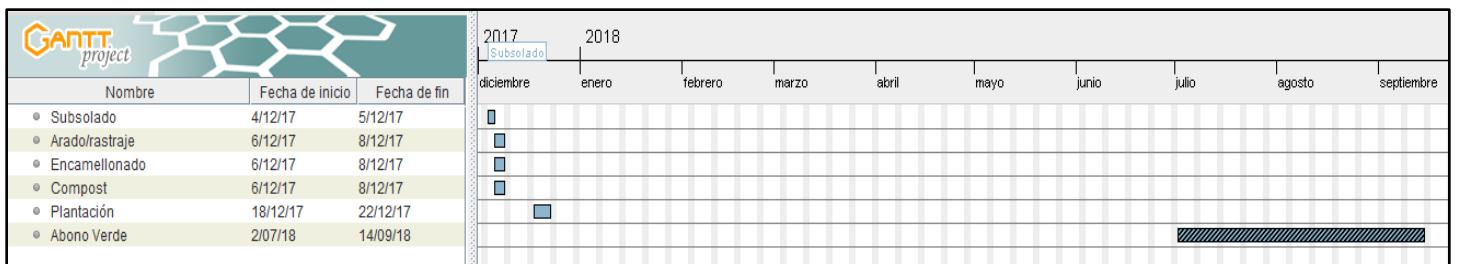 GANTT
project
2017 2018
Subsolado
diciembre enero febrero marzo abril mayo junio julio agosto septiembre
Nombre Fecha de inicio Fecha de fin
Subsolado 4/12/17 5/12/17
Arado/rastraje 6/12/17 8/12/17
Encamellonado 6/12/17 8/12/17
Compost 6/12/17 8/12/17
Plantación 18/12/17 22/12/17
Abono Verde 2/07/18 14/09/18